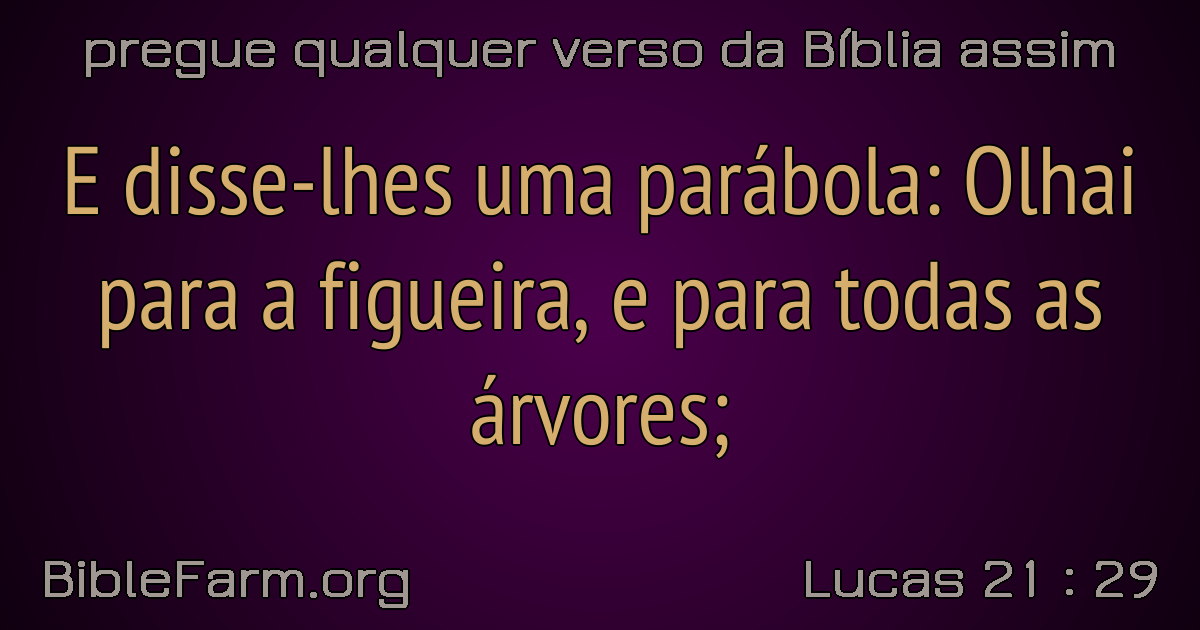 pregue qualquer verso da Bíblia assim
E disse-lhes uma parábola: Olhai
para a figueira, e para todas as
árvores;
BibleFarm.org
Lucas 21 : 29